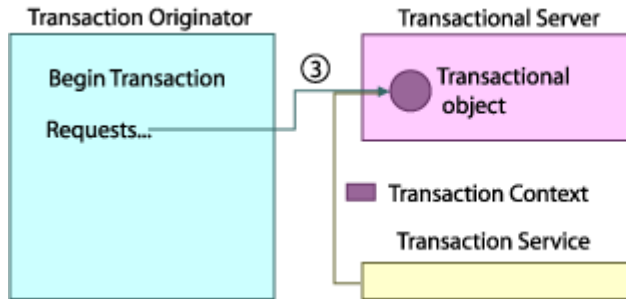 Transaction Originator
Begin Transaction
Requests...
③
Transactional Server
Transactional
object
Transaction Context
Transaction Service